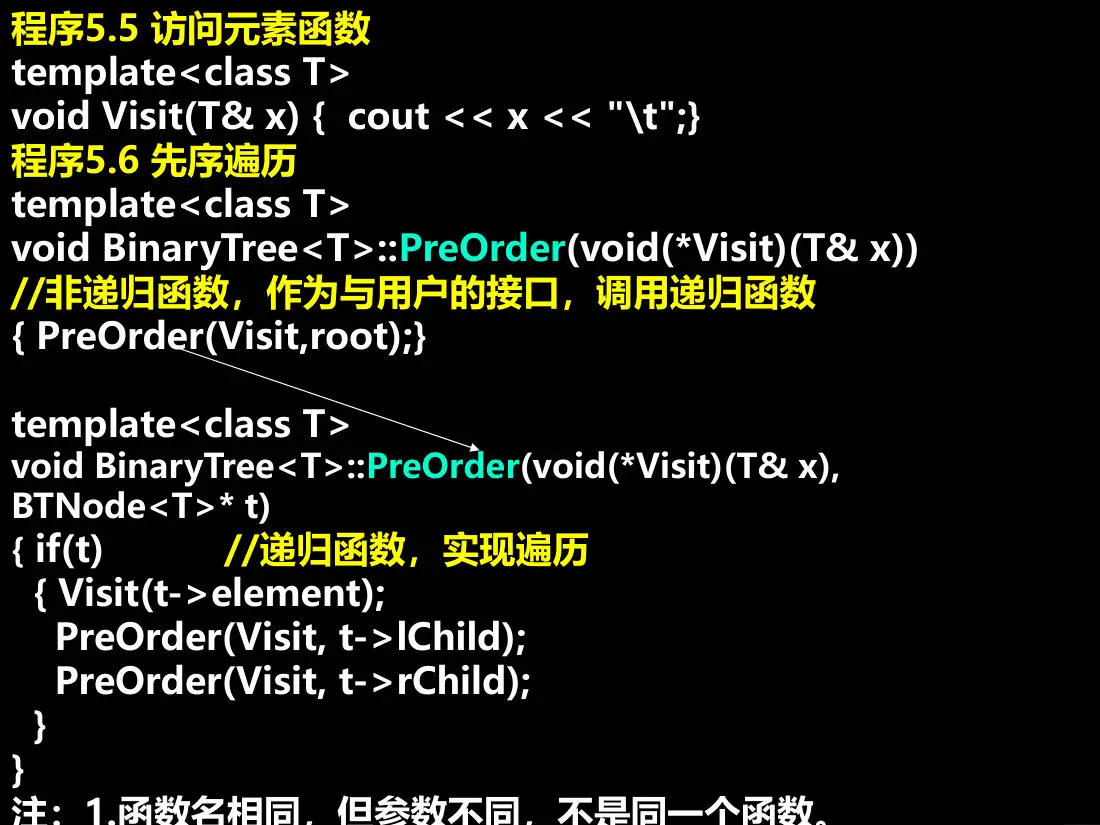 程序5.5 访问元素函数
template<class T>
void Visit(T& x) {  cout << x << "\t";}
程序5.6 先序遍历
template<class T>
void BinaryTree<T>::PreOrder(void(*Visit)(T& x))
//非递归函数，作为与用户的接口，调用递归函数
{ PreOrder(Visit,root);}
template<class T>
void BinaryTree<T>::PreOrder(void(*Visit)(T& x),
BTNode<T>* t)
{ if(t)            //递归函数，实现遍历
  { Visit(t->element);
    PreOrder(Visit, t->lChild);
    PreOrder(Visit, t->rChild);
  }
}
注：1.函数名相同，但参数不同，不是同一个函数。